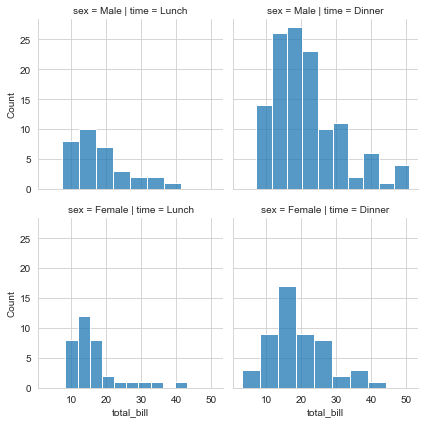 sex = Male | time = Lunch
sex = Male | time = Dinner
25
20
15
10
5
0
Count
sex = Female | time = Lunch
sex = Female | time = Dinner
25
20
15
10
5
0
Count
10 20 30 40 50
10 20 30 40 50
total_bill
total_bill